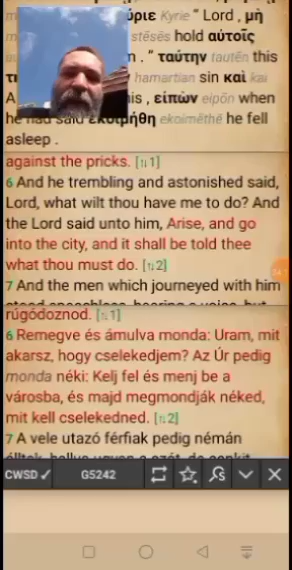 ύριε Kyrie " Lord , μὴ
stēsēs hold αὐτοῖς
. " ταύτην tautēn this
hamartian sin καὶ kai
A his , εἰπὼν eipōn when
he had said ἐκοιμήθη ekoimēthē he fell
asleep .
against the pricks. [↑↓1]
6 And he trembling and astonished said,
Lord, what wilt thou have me to do? And
the Lord said unto him, Arise, and go
into the city, and it shall be told thee
what thou must do. [↑↓2]
7 And the men which journeyed with him
stood speechless, hearing a voice, but
rúgódoznod. [↑↓1]
6 Remegve és ámulva monda: Uram, mit
akarsz, hogy cselekedjem? Az Úr pedig
monda néki: Kelj fel és menj be a
városba, és majd megmondják néked,
mit kell cselekedned. [↑↓2]
7 A vele utazó férfiak pedig némán
CWSD ✓ G5242